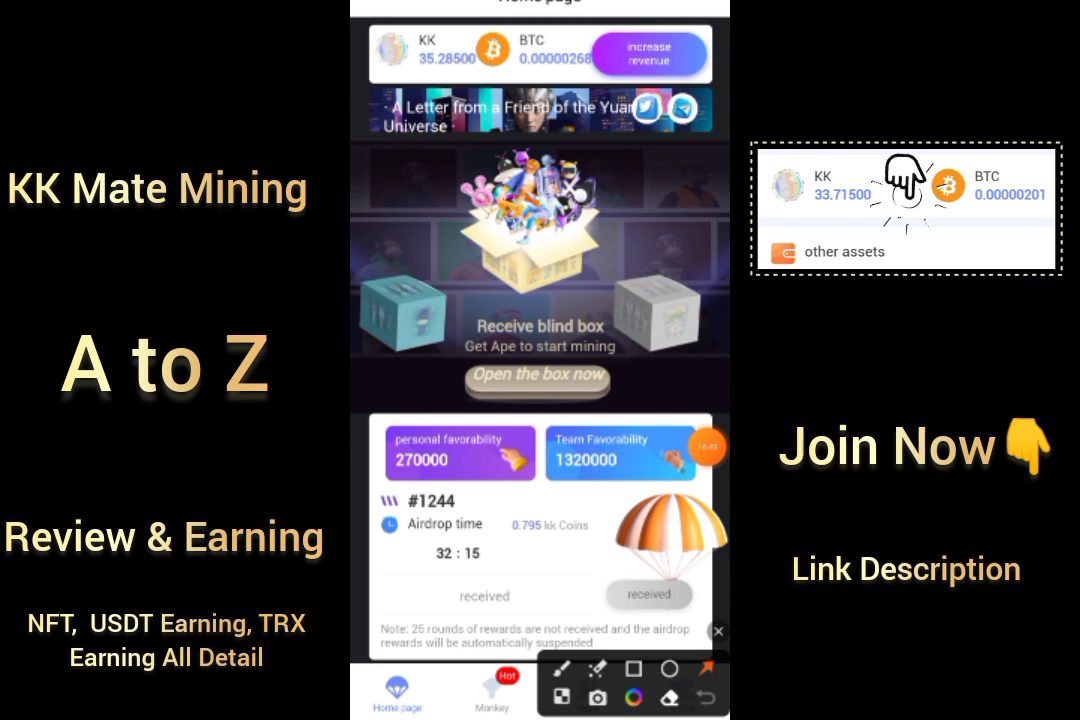 Home page
KK
35.28500
BTC
0.00000268
increase
revenue
· A Letter from a Friend of the Yuan
Universe ·
Receive blind box
Get Ape to start mining
Open the box now
personal favorability
270000
Team Favorability
1320000
14:43
#1244
Airdrop time
0.795 kk Coins
32 : 15
received
received
Note: 25 rounds of rewards are not received and the airdrop
rewards will be automatically suspended
Home page
Monkey
Hot
KK Mate Mining
A to Z
Review & Earning
NFT, USDT Earning, TRX
Earning All Detail
KK
33.71500
BTC
0.00000201
other assets
Join Now
Link Description